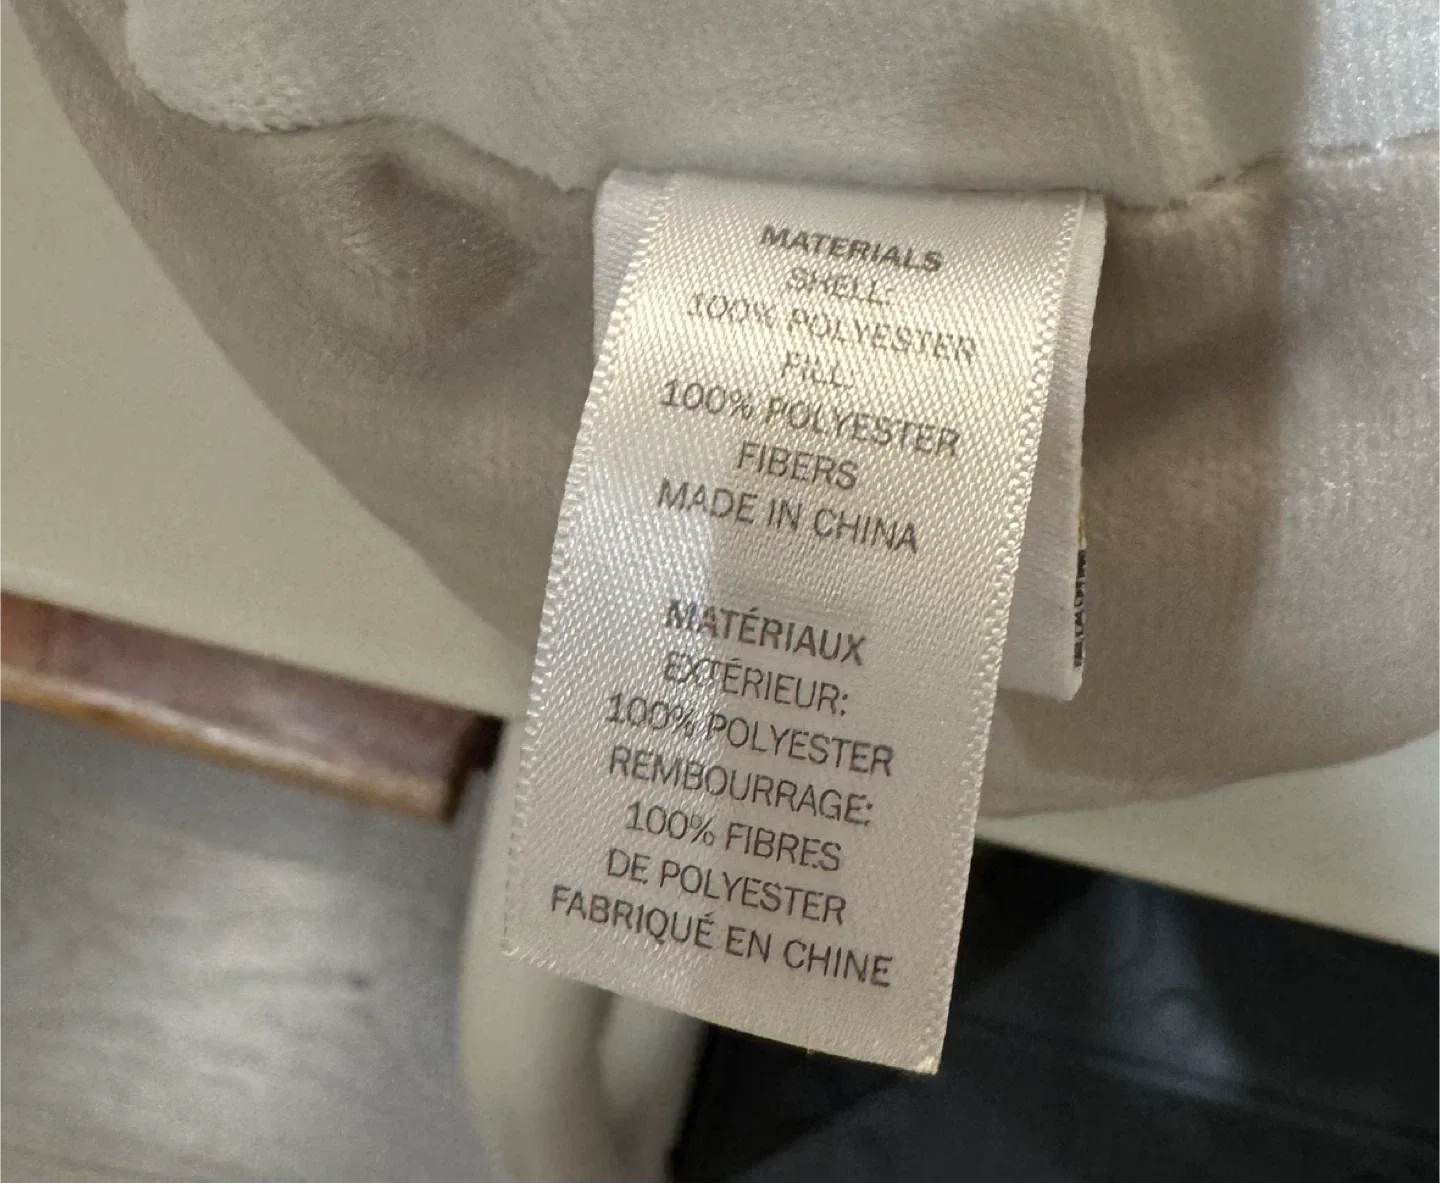 MATERIALS
SHELL:
100% POLYESTER
FILL:
100% POLYESTER
FIBERS
MADE IN CHINA
MATÉRIAUX
EXTÉRIEUR:
100% POLYESTER
REMBOURRAGE:
100% FIBRES
DE POLYESTER
FABRIQUÉ EN CHINE